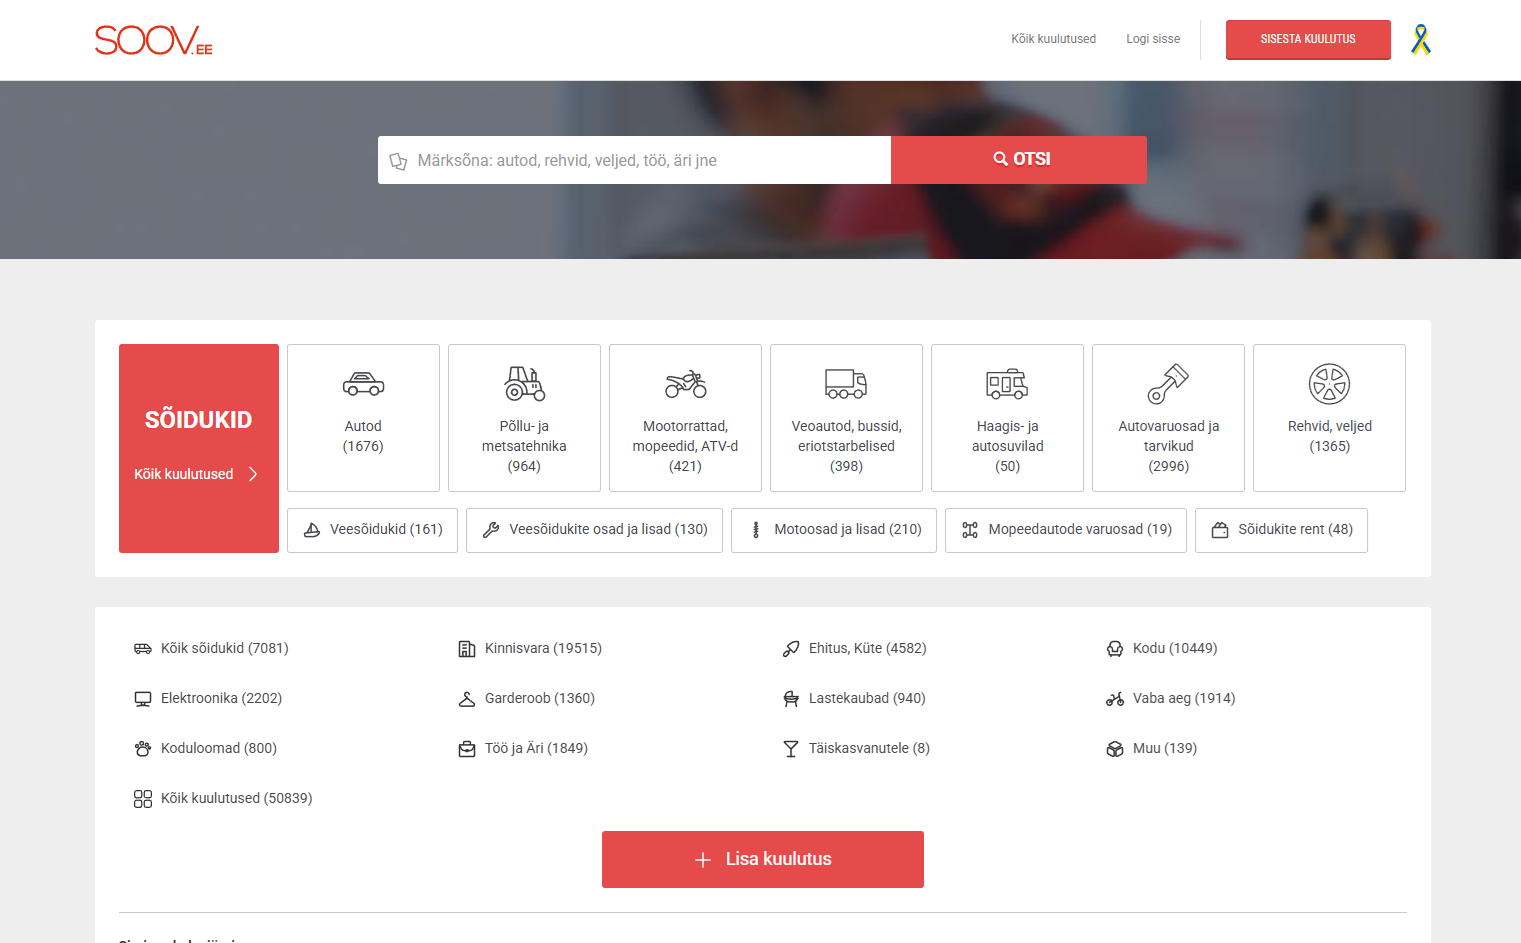 SOOV.EE
Kõik kuulutused
Logi sisse
SISESTA KUULUTUS
Märksõna: autod, rehvid, veljed, töö, äri jne
OTSI
SÕIDUKID
Kõik kuulutused
Autod
(1676)
Põllu- ja
metsatehnika
(964)
Mootorrattad,
mopeedid, ATV-d
(421)
Veoautod, bussid,
eriotstarbelised
(398)
Haagis- ja
autosuvilad
(50)
Autovaruosad ja
tarvikud
(2996)
Rehvid, veljed
(1365)
Veesõidukid (161)
Veesõidukite osad ja lisad (130)
Motoosad ja lisad (210)
Mopeedautode varuosad (19)
Sõidukite rent (48)
Kõik sõidukid (7081)
Kinnisvara (19515)
Ehitus, Küte (4582)
Kodu (10449)
Elektroonika (2202)
Garderoob (1360)
Lastekaubad (940)
Vaba aeg (1914)
Koduloomad (800)
Töö ja Äri (1849)
Täiskasvanutele (8)
Muu (139)
Kõik kuulutused (50839)
Lisa kuulutus